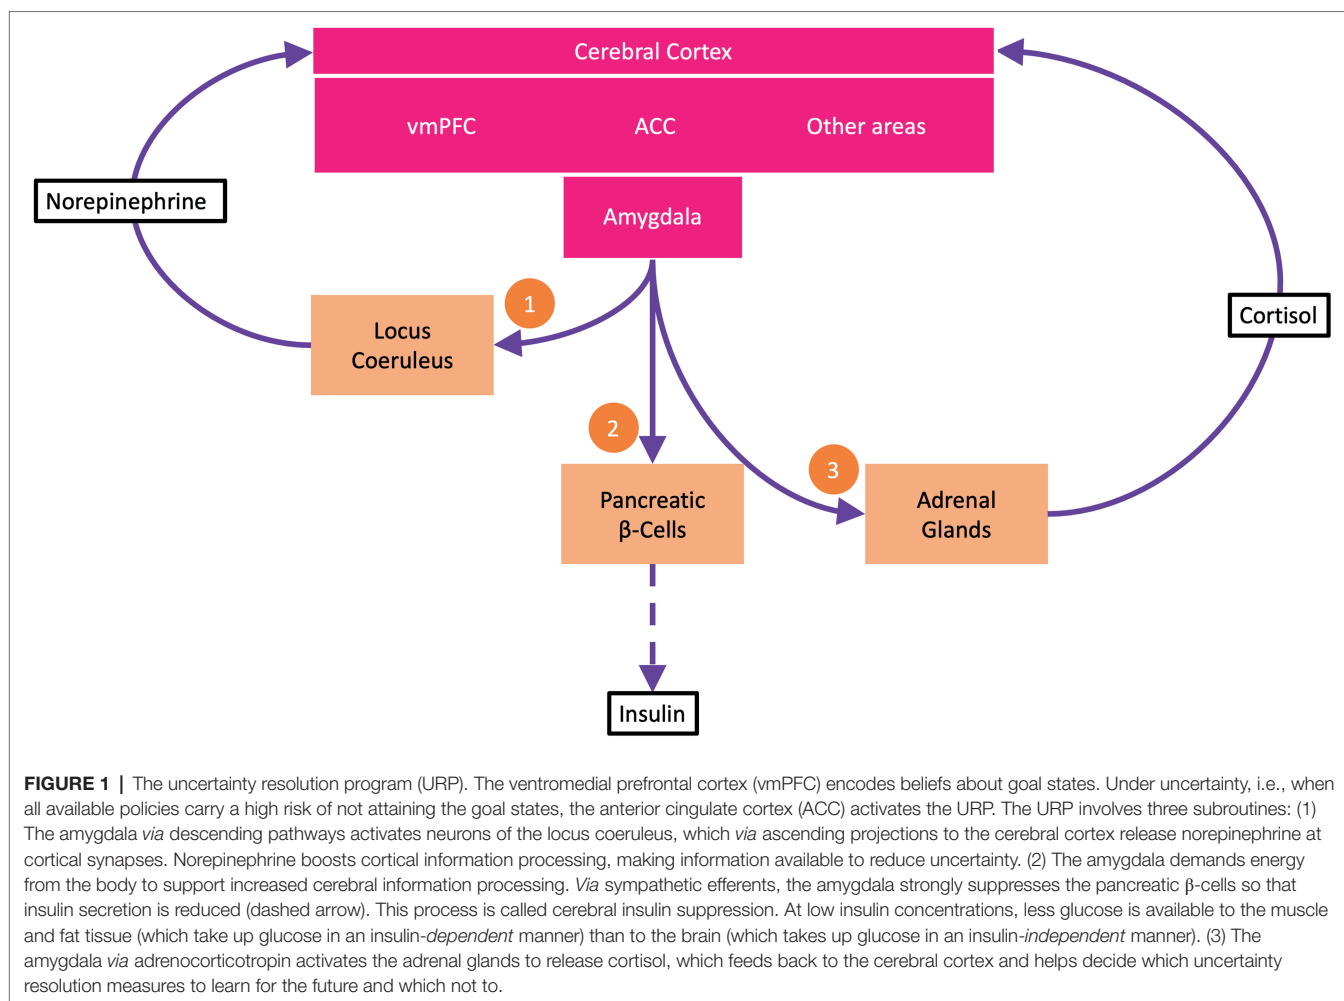 Cerebral Cortex
vmPFC ACC Other areas
Norepinephrine
Amygdala
1
Locus
Coeruleus
Cortisol
2
3
Pancreatic
β-Cells
Adrenal
Glands
Insulin
FIGURE 1 | The uncertainty resolution program (URP). The ventromedial prefrontal cortex (vmPFC) encodes beliefs about goal states. Under uncertainty, i.e., when
all available policies carry a high risk of not attaining the goal states, the anterior cingulate cortex (ACC) activates the URP. The URP involves three subroutines: (1)
The amygdala via descending pathways activates neurons of the locus coeruleus, which via ascending projections to the cerebral cortex release norepinephrine at
cortical synapses. Norepinephrine boosts cortical information processing, making information available to reduce uncertainty. (2) The amygdala demands energy
from the body to support increased cerebral information processing. Via sympathetic efferents, the amygdala strongly suppresses the pancreatic β-cells so that
insulin secretion is reduced (dashed arrow). This process is called cerebral insulin suppression. At low insulin concentrations, less glucose is available to the muscle
and fat tissue (which take up glucose in an insulin-dependent manner) than to the brain (which takes up glucose in an insulin-independent manner). (3) The
amygdala via adrenocorticotropin activates the adrenal glands to release cortisol, which feeds back to the cerebral cortex and helps decide which uncertainty
resolution measures to learn for the future and which not to.